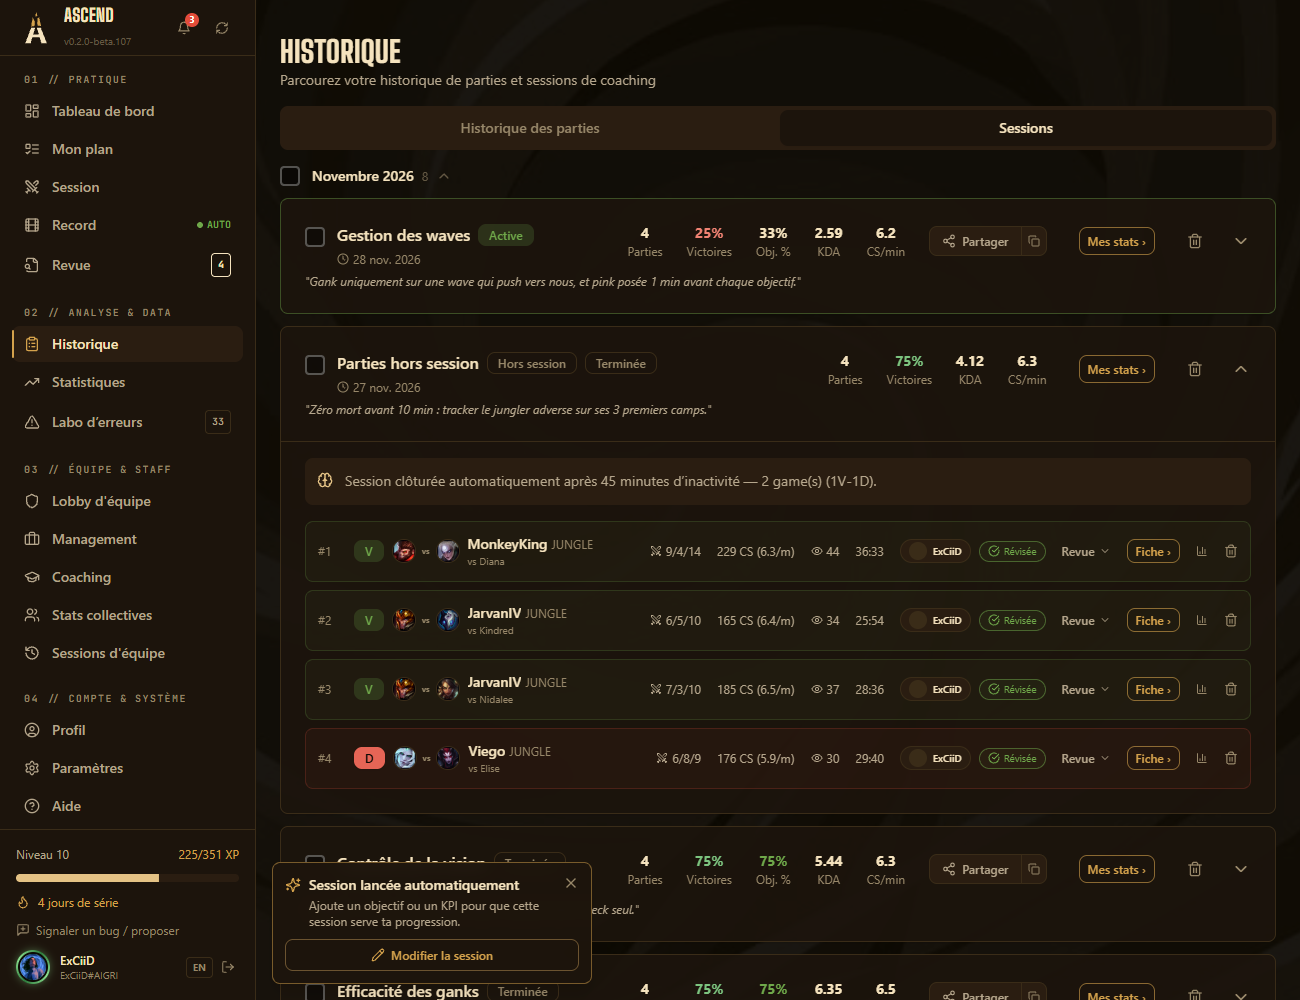 ASCEND
v0.2.0-beta.107
3
01 // PRATIQUE
Tableau de bord
Mon plan
Session
Record
AUTO
Revue
4
02 // ANALYSE & DATA
Historique
Statistiques
Labo d’erreurs
33
03 // ÉQUIPE & STAFF
Lobby d'équipe
Management
Coaching
Stats collectives
Sessions d'équipe
04 // COMPTE & SYSTÈME
Profil
Paramètres
Aide
Niveau 10
225/351 XP
4 jours de série
Signaler un bug / proposer
ExCiiD
ExCiiD#AIGRI
EN
HISTORIQUE
Parcourez votre historique de parties et sessions de coaching
Historique des parties
Sessions
Novembre 2026 8
Gestion des waves Active
28 nov. 2026
4 25% 33% 2.59 6.2
Parties Victoires Obj. % KDA CS/min
Partager
Mes stats ›
"Gank uniquement sur une wave qui push vers nous, et pink posée 1 min avant chaque objectif."
Parties hors session Hors session Terminée
27 nov. 2026
4 75% 4.12 6.3
Parties Victoires KDA CS/min
Mes stats ›
"Zéro mort avant 10 min : tracker le jungler adverse sur ses 3 premiers camps."
Session clôturée automatiquement après 45 minutes d’inactivité — 2 game(s) (1V-1D).
#1 V vs MonkeyKing JUNGLE 9/4/14 229 CS (6.3/m) 44 36:33 ExCiiD Révisée Revue Fiche ›
vs Diana
#2 V vs JarvanIV JUNGLE 6/5/10 165 CS (6.4/m) 34 25:54 ExCiiD Révisée Revue Fiche ›
vs Kindred
#3 V vs JarvanIV JUNGLE 7/3/10 185 CS (6.5/m) 37 28:36 ExCiiD Révisée Revue Fiche ›
vs Nidalee
#4 D vs Viego JUNGLE 6/8/9 176 CS (5.9/m) 30 29:40 ExCiiD Révisée Revue Fiche ›
vs Elise
4 75% 75% 5.44 6.3
Parties Victoires Obj. % KDA CS/min
Partager
Mes stats ›
eck seul."
Session lancée automatiquement
Ajoute un objectif ou un KPI pour que cette
session serve ta progression.
Modifier la session
Efficacité des ganks Terminée
4 75% 75% 6.35 6.5
Partager
Mes stats ›